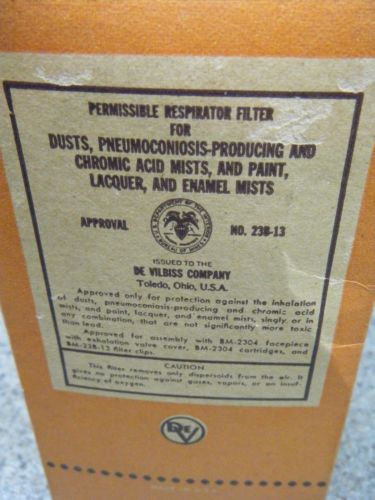 PERMISSIBLE RESPIRATOR FILTER
FOR
DUSTS, PNEUMOCONIOSIS-PRODUCING AND
CHROMIC ACID MISTS, AND PAINT,
LACQUER, AND ENAMEL MISTS
APPROVAL NO. 23B-13
U.S. DEPARTMENT OF THE INTERIOR
BUREAU OF MINES
ISSUED TO THE
DE VILBISS COMPANY
Toledo, Ohio, U.S.A.
Approved only for protection against the inhalation
of dusts, pneumoconiosis-producing and chromic acid
mists, and paint, lacquer, and enamel mists, singly, or in
any combination, that are not significantly more toxic
than lead.
Approved for assembly with BM-2304 facepiece
with exhalation valve cover, BM-2304 cartridges, and
BM-23B-13 filter clips.
CAUTION
This filter removes only dispersoids from the air. It
gives no protection against gases, vapors, or an insuf-
ficiency of oxygen.
DEV
MADE IN U.S.A.